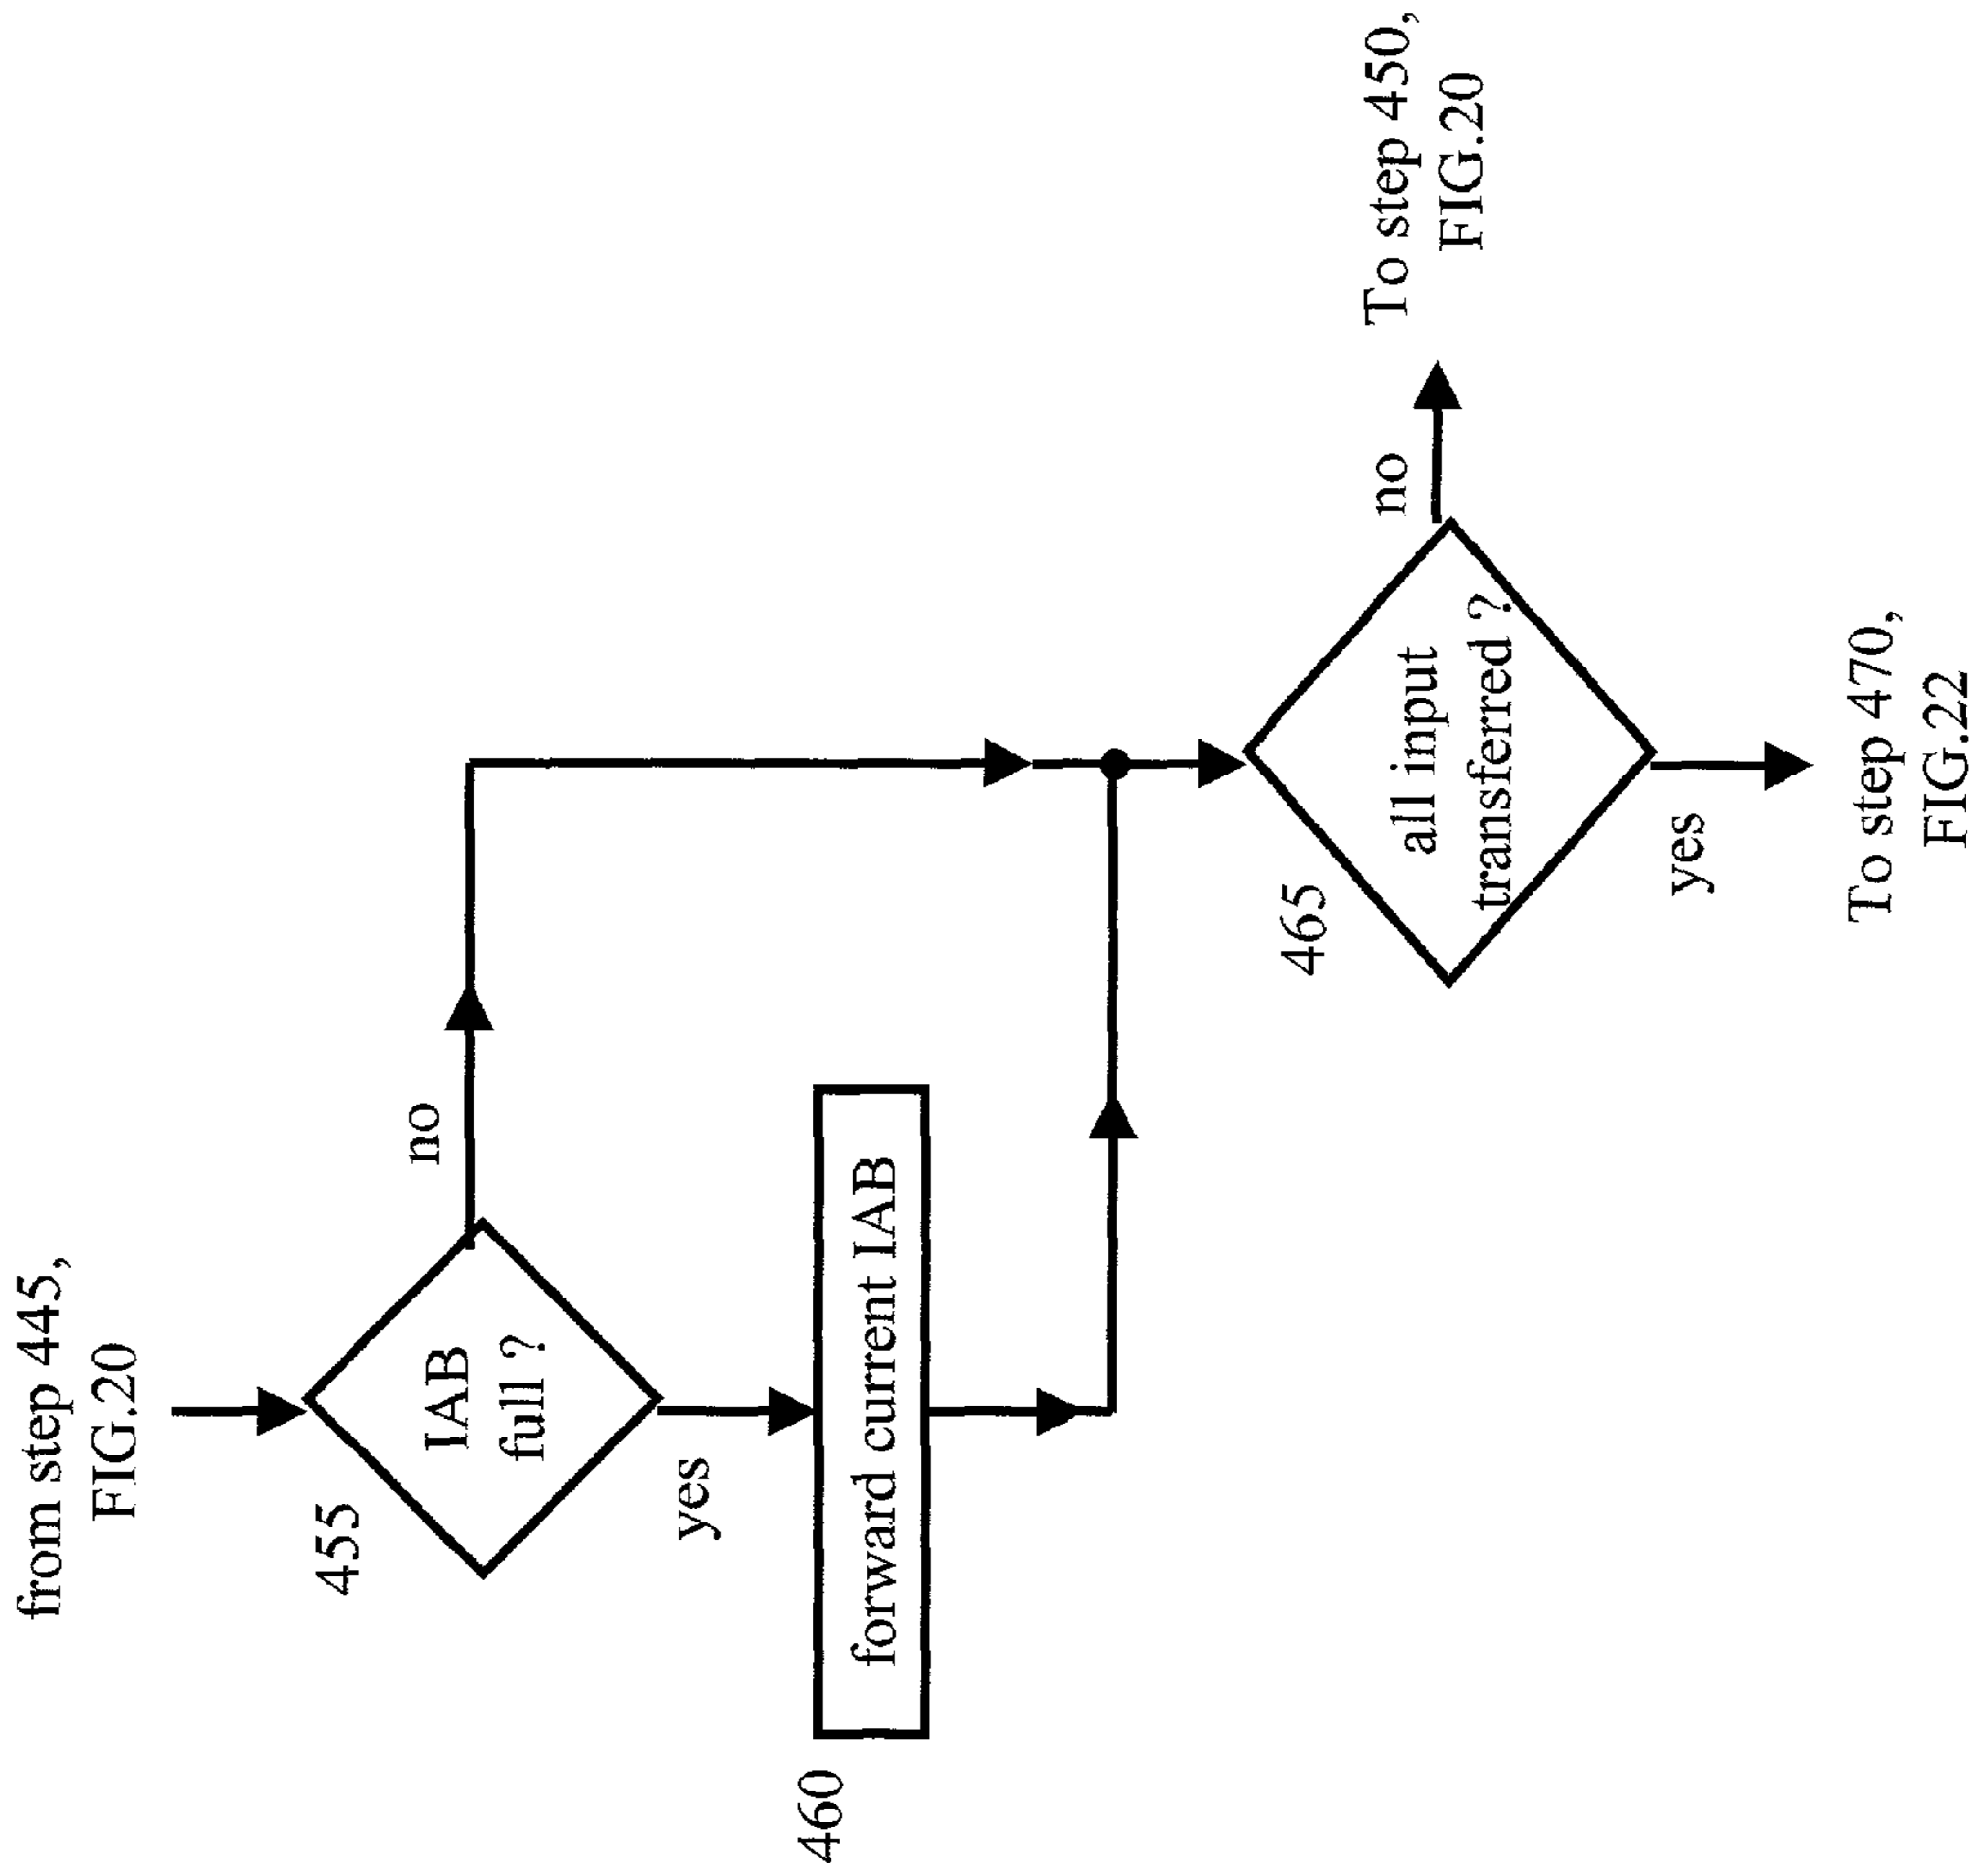 from step 445,
FIG.20
455
IAB
full ?
no
yes
460
forward current IAB
465
all input
transferred ?
no
To step 450,
FIG.20
yes
To step 470,
FIG.22